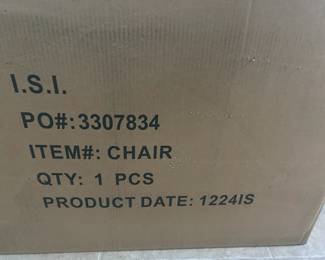 I.S.I.
PO#:3307834
ITEM#: CHAIR
QTY: 1 PCS
PRODUCT DATE: 1224IS